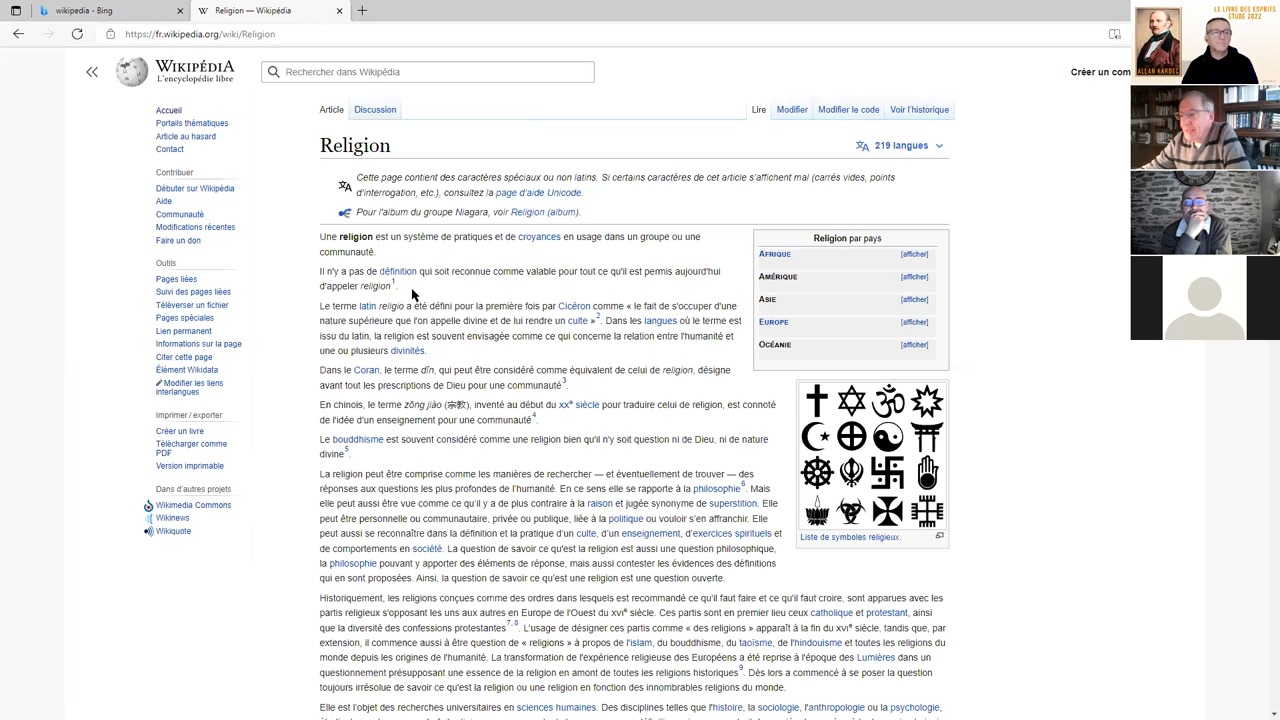 wikipedia - Bing
Religion — Wikipédia
https://fr.wikipedia.org/wiki/Religion
WIKIPÉDIA
L'encyclopédie libre
Rechercher dans Wikipédia
Créer un com
Accueil
Portails thématiques
Article au hasard
Contact
Contribuer
Débuter sur Wikipédia
Aide
Communauté
Modifications récentes
Faire un don
Outils
Pages liées
Suivi des pages liées
Téléverser un fichier
Pages spéciales
Lien permanent
Informations sur la page
Citer cette page
Élément Wikidata
Modifier les liens
interlangues
Imprimer / exporter
Créer un livre
Télécharger comme
PDF
Version imprimable
Dans d'autres projets
Wikimedia Commons
Wikinews
Wikiquote
Article Discussion Lire Modifier Modifier le code Voir l'historique
Religion
219 langues
Cette page contient des caractères spéciaux ou non latins. Si certains caractères de cet article s'affichent mal (carrés vides, points
d'interrogation, etc.), consultez la page d'aide Unicode.
Pour l'album du groupe Niagara, voir Religion (album).
Une religion est un système de pratiques et de croyances en usage dans un groupe ou une
communauté.
Il n'y a pas de définition qui soit reconnue comme valable pour tout ce qu'il est permis aujourd'hui
d'appeler religion 1.
Le terme latin religio a été défini pour la première fois par Cicéron comme « le fait de s'occuper d'une
nature supérieure que l'on appelle divine et de lui rendre un culte »2. Dans les langues où le terme est
issu du latin, la religion est souvent envisagée comme ce qui concerne la relation entre l'humanité et
une ou plusieurs divinités.
Dans le Coran, le terme dīn, qui peut être considéré comme équivalent de celui de religion, désigne
avant tout les prescriptions de Dieu pour une communauté3.
En chinois, le terme zōng jiào (宗教), inventé au début du XXe siècle pour traduire celui de religion, est connoté
de l'idée d'un enseignement pour une communauté4.
Le bouddhisme est souvent considéré comme une religion bien qu'il n'y soit question ni de Dieu, ni de nature
divine5.
La religion peut être comprise comme les manières de rechercher — et éventuellement de trouver — des
réponses aux questions les plus profondes de l'humanité. En ce sens elle se rapporte à la philosophie6. Mais
elle peut aussi être vue comme ce qu'il y a de plus contraire à la raison et jugée synonyme de superstition. Elle
peut être personnelle ou communautaire, privée ou publique, liée à la politique ou vouloir s'en affranchir. Elle
peut aussi se reconnaître dans la définition et la pratique d'un culte, d'un enseignement, d'exercices spirituels et
de comportements en société. La question de savoir ce qu'est la religion est aussi une question philosophique,
la philosophie pouvant y apporter des éléments de réponse, mais aussi contester les évidences des définitions
qui en sont proposées. Ainsi, la question de savoir ce qu'est une religion est une question ouverte.
Historiquement, les religions conçues comme des ordres dans lesquels est recommandé ce qu'il faut faire et ce qu'il faut croire, sont apparues avec les
partis religieux s'opposant les uns aux autres en Europe de l'Ouest du XVIe siècle. Ces partis sont en premier lieu ceux catholique et protestant, ainsi
que la diversité des confessions protestantes7, 8. L'usage de désigner ces partis comme « des religions » apparaît à la fin du XVIe siècle, tandis que, par
extension, il commence aussi à être question de « religions » à propos de l'islam, du bouddhisme, du taoïsme, de l'hindouisme et toutes les religions du
monde depuis les origines de l'humanité. La transformation de l'expérience religieuse des Européens a été reprise à l'époque des Lumières dans un
questionnement présupposant une essence de la religion en amont de toutes les religions historiques9. Dès lors a commencé à se poser la question
toujours irrésolue de savoir ce qu'est la religion ou une religion en fonction des innombrables religions du monde.
Elle est l'objet des recherches universitaires en sciences humaines. Des disciplines telles que l'histoire, la sociologie, l'anthropologie ou la psychologie,
Religion par pays
AFRIQUE [afficher]
AMÉRIQUE [afficher]
ASIE [afficher]
EUROPE [afficher]
OCÉANIE [afficher]
Liste de symboles religieux.
LE LIVRE DES ESPRITS
ETUDE 2022
ALLAN KARDEC